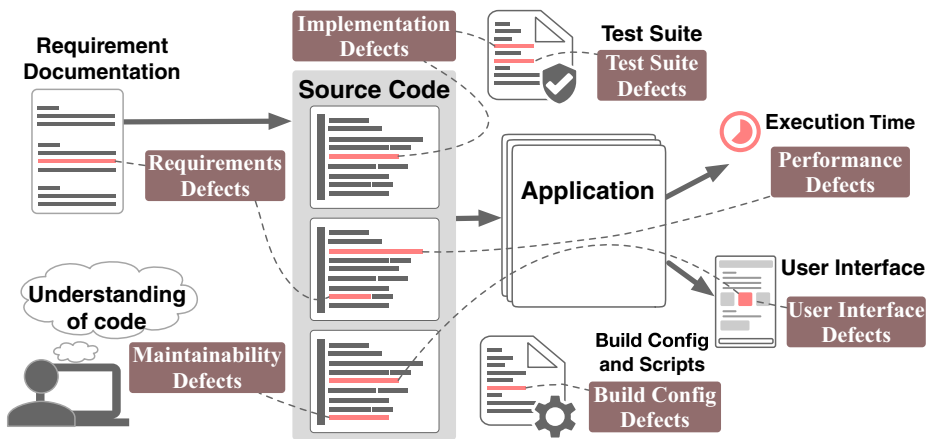 Requirement
Documentation
Requirements
Defects
Understanding
of code
Maintainability
Defects
Implementation
Defects
Source Code
Test Suite
Test Suite
Defects
Application
Execution Time
Performance
Defects
User Interface
User Interface
Defects
Build Config
and Scripts
Build Config
Defects